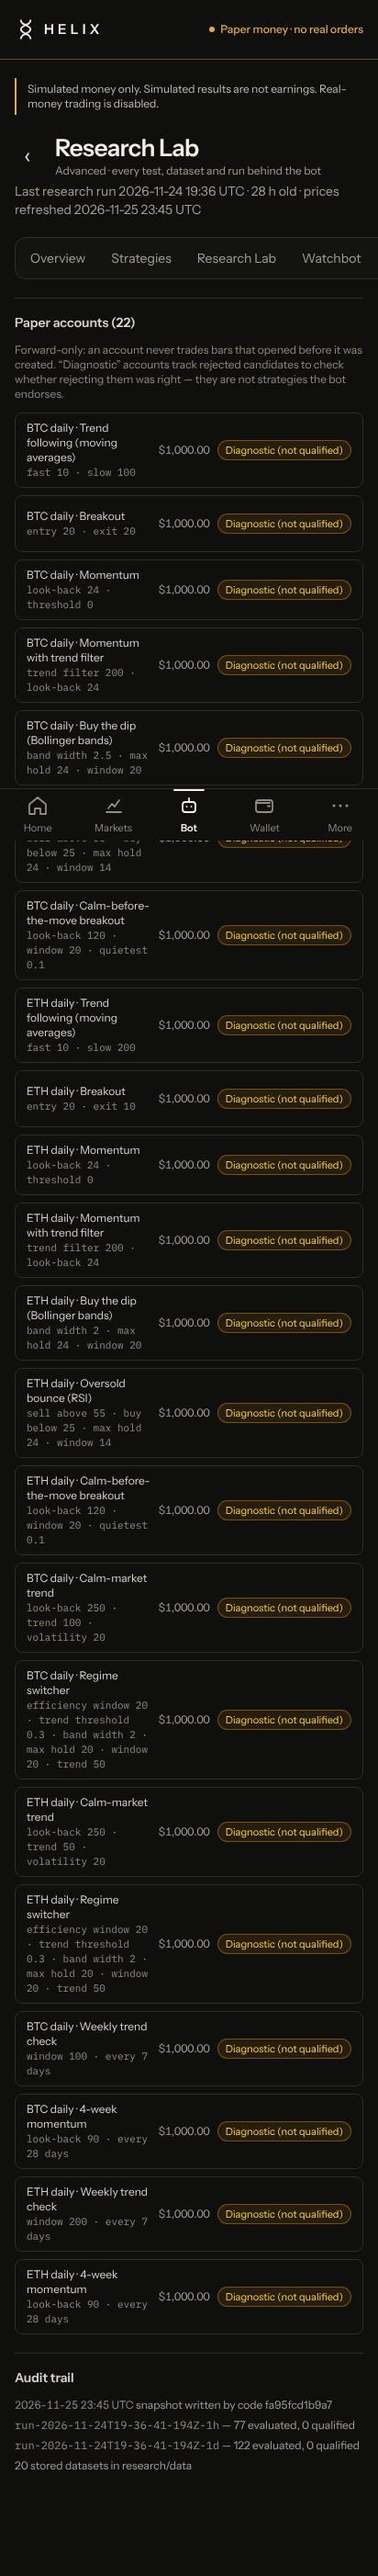 HELIX
Paper money · no real orders
Simulated money only. Simulated results are not earnings. Real-
money trading is disabled.
‹
Research Lab
Advanced · every test, dataset and run behind the bot
Last research run 2026-11-24 19:36 UTC · 28 h old · prices
refreshed 2026-11-25 23:45 UTC
Overview Strategies Research Lab Watchbot
Paper accounts (22)
Forward-only: an account never trades bars that opened before it was
created. “Diagnostic” accounts track rejected candidates to check
whether rejecting them was right — they are not strategies the bot
endorses.
BTC daily · Trend
following (moving
averages)
fast 10 · slow 100
$1,000.00 Diagnostic (not qualified)
BTC daily · Breakout
entry 20 · exit 20
$1,000.00 Diagnostic (not qualified)
BTC daily · Momentum
look-back 24 ·
threshold 0
$1,000.00 Diagnostic (not qualified)
BTC daily · Momentum
with trend filter
trend filter 200 ·
look-back 24
$1,000.00 Diagnostic (not qualified)
BTC daily · Buy the dip
(Bollinger bands)
band width 2.5 · max
hold 24 · window 20
$1,000.00 Diagnostic (not qualified)
Home Markets Bot Wallet More
below 25 · max hold
24 · window 14
BTC daily · Calm-before-
the-move breakout
look-back 120 ·
window 20 · quietest
0.1
$1,000.00 Diagnostic (not qualified)
ETH daily · Trend
following (moving
averages)
fast 10 · slow 200
$1,000.00 Diagnostic (not qualified)
ETH daily · Breakout
entry 20 · exit 10
$1,000.00 Diagnostic (not qualified)
ETH daily · Momentum
look-back 24 ·
threshold 0
$1,000.00 Diagnostic (not qualified)
ETH daily · Momentum
with trend filter
trend filter 200 ·
look-back 24
$1,000.00 Diagnostic (not qualified)
ETH daily · Buy the dip
(Bollinger bands)
band width 2 · max
hold 24 · window 20
$1,000.00 Diagnostic (not qualified)
ETH daily · Oversold
bounce (RSI)
sell above 55 · buy
below 25 · max hold
24 · window 14
$1,000.00 Diagnostic (not qualified)
ETH daily · Calm-before-
the-move breakout
look-back 120 ·
window 20 · quietest
0.1
$1,000.00 Diagnostic (not qualified)
BTC daily · Calm-market
trend
look-back 250 ·
trend 100 ·
volatility 20
$1,000.00 Diagnostic (not qualified)
BTC daily · Regime
switcher
efficiency window 20
· trend threshold
0.3 · band width 2 ·
max hold 20 · window
20 · trend 50
$1,000.00 Diagnostic (not qualified)
ETH daily · Calm-market
trend
look-back 250 ·
trend 50 ·
volatility 20
$1,000.00 Diagnostic (not qualified)
ETH daily · Regime
switcher
efficiency window 20
· trend threshold
0.3 · band width 2 ·
max hold 20 · window
20 · trend 50
$1,000.00 Diagnostic (not qualified)
BTC daily · Weekly trend
check
window 100 · every 7
days
$1,000.00 Diagnostic (not qualified)
BTC daily · 4-week
momentum
look-back 90 · every
28 days
$1,000.00 Diagnostic (not qualified)
ETH daily · Weekly trend
check
window 200 · every 7
days
$1,000.00 Diagnostic (not qualified)
ETH daily · 4-week
momentum
look-back 90 · every
28 days
$1,000.00 Diagnostic (not qualified)
Audit trail
2026-11-25 23:45 UTC snapshot written by code fa95fcd1b9a7
run-2026-11-24T19-36-41-194Z-1h — 77 evaluated, 0 qualified
run-2026-11-24T19-36-41-194Z-1d — 122 evaluated, 0 qualified
20 stored datasets in research/data